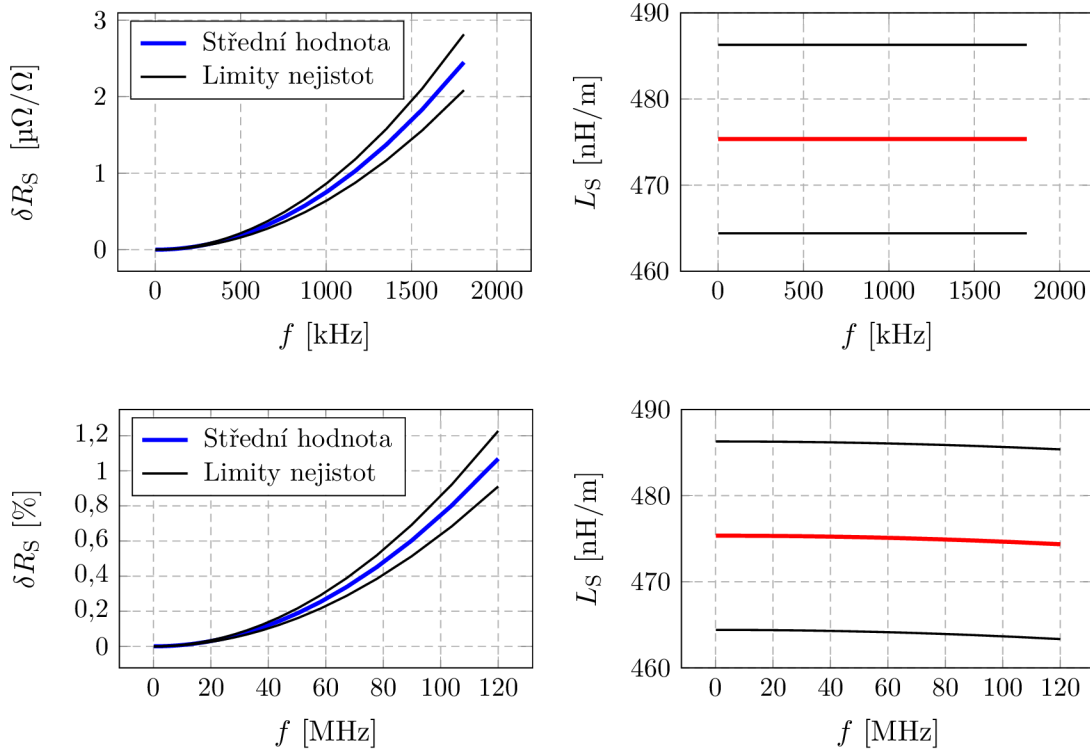 3
2
1
0
δR_S [µΩ/Ω]
Střední hodnota
Limity nejistot
0 500 1000 1500 2000
f [kHz]
490
480
470
460
L_S [nH/m]
0 500 1000 1500 2000
f [kHz]
1,2
1
0,8
0,6
0,4
0,2
0
δR_S [%]
Střední hodnota
Limity nejistot
0 20 40 60 80 100 120
f [MHz]
490
480
470
460
L_S [nH/m]
0 20 40 60 80 100 120
f [MHz]